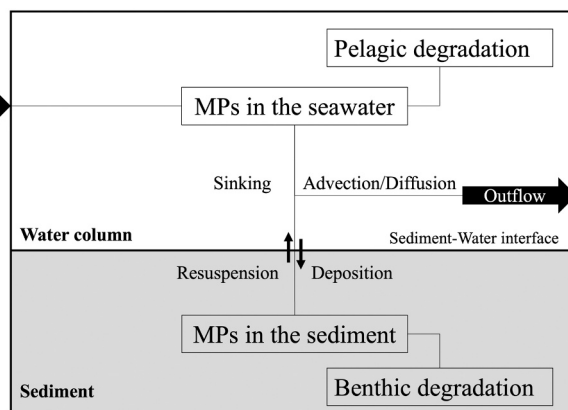 Pelagic degradation
MPs in the seawater
Sinking
Advection/Diffusion
Outflow
Water column
Sediment-Water interface
Resuspension
Deposition
MPs in the sediment
Sediment
Benthic degradation